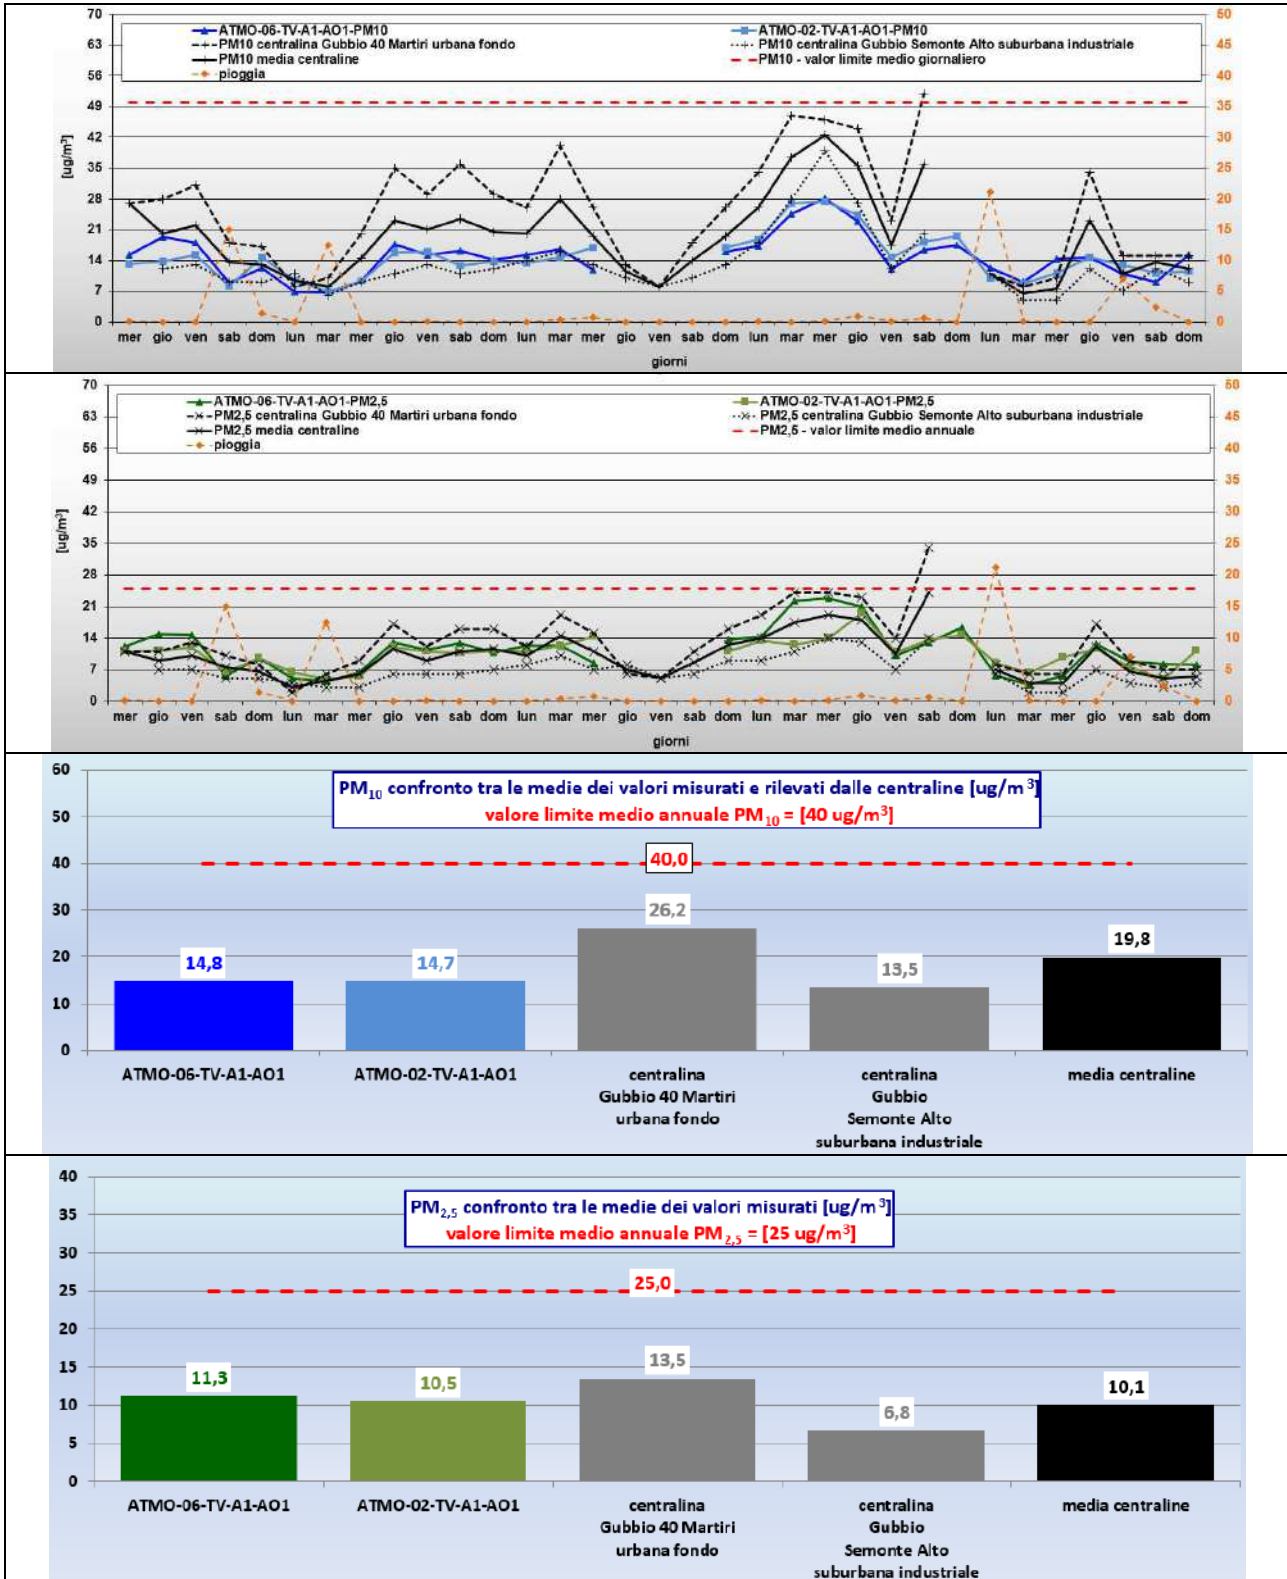 ATMO-06-TV-A1-AO1-PM10
ATMO-02-TV-A1-AO1-PM10
PM10 centralina Gubbio 40 Martiri urbana fondo
PM10 centralina Gubbio Semonte Alto suburbana industriale
PM10 media centraline
PM10 - valor limite medio giornaliero
pioggia
70
63
56
49
42
35
28
21
14
7
0
[ug/m³]
50
45
40
35
30
25
20
15
10
5
0
mer gio ven sab dom lun mar mer gio ven sab dom lun mar mer gio ven sab dom lun mar mer gio ven sab dom lun mar mer gio ven sab dom
giorni
ATMO-06-TV-A1-AO1-PM2,5
ATMO-02-TV-A1-AO1-PM2,5
PM2,5 centralina Gubbio 40 Martiri urbana fondo
PM2,5 centralina Gubbio Semonte Alto suburbana industriale
PM2,5 media centraline
PM2,5 - valor limite medio annuale
pioggia
70
63
56
49
42
35
28
21
14
7
0
[ug/m³]
50
45
40
35
30
25
20
15
10
5
0
mer gio ven sab dom lun mar mer gio ven sab dom lun mar mer gio ven sab dom lun mar mer gio ven sab dom lun mar mer gio ven sab dom
giorni
PM₁₀ confronto tra le medie dei valori misurati e rilevati dalle centraline [ug/m³]
valore limite medio annuale PM₁₀ = [40 ug/m³]
60
50
40
30
20
10
0
40,0
14,8
14,7
26,2
13,5
19,8
ATMO-06-TV-A1-AO1
ATMO-02-TV-A1-AO1
centralina
Gubbio 40 Martiri
urbana fondo
centralina
Gubbio
Semonte Alto
suburbana industriale
media centraline
PM₂,₅ confronto tra le medie dei valori misurati [ug/m³]
valore limite medio annuale PM₂,₅ = [25 ug/m³]
40
35
30
25
20
15
10
5
0
25,0
11,3
10,5
13,5
6,8
10,1
ATMO-06-TV-A1-AO1
ATMO-02-TV-A1-AO1
centralina
Gubbio 40 Martiri
urbana fondo
centralina
Gubbio
Semonte Alto
suburbana industriale
media centraline